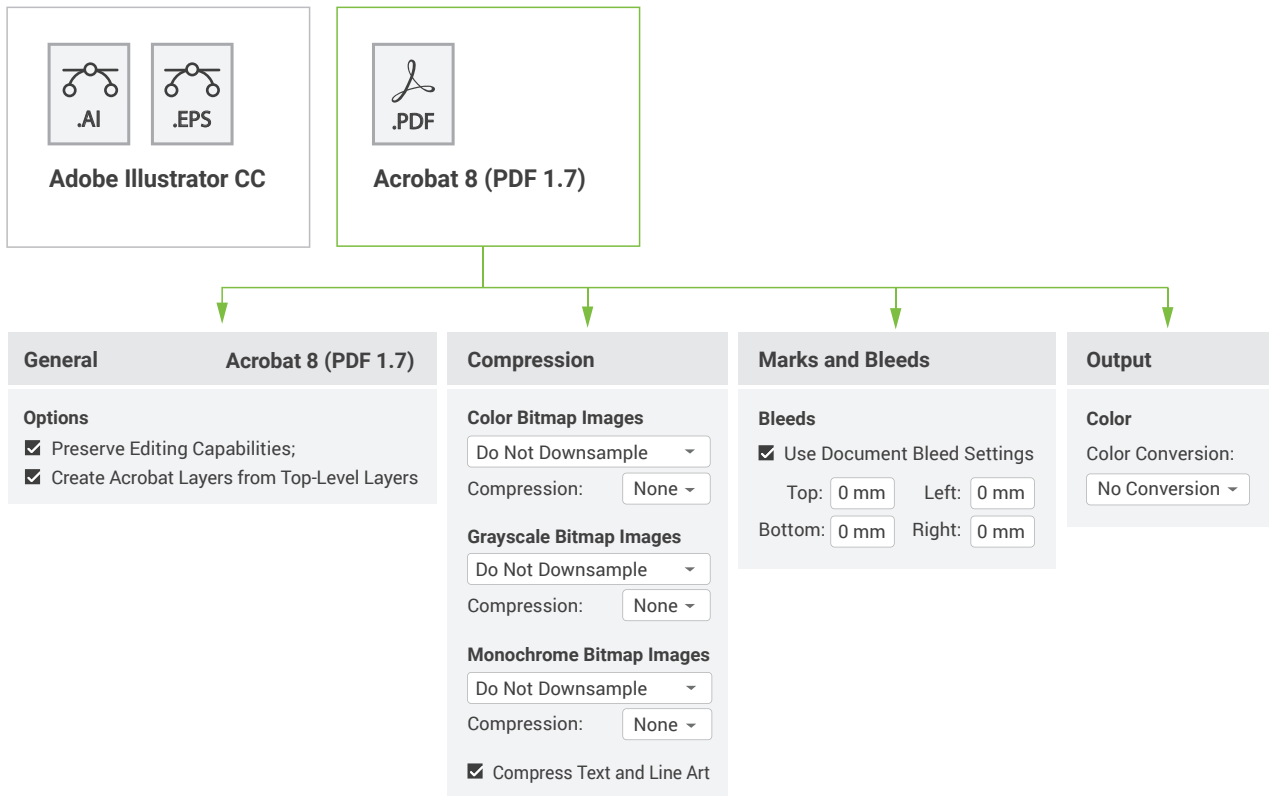 .AI
.EPS
Adobe Illustrator CC
.PDF
Acrobat 8 (PDF 1.7)
General
Acrobat 8 (PDF 1.7)
Options
Preserve Editing Capabilities;
Create Acrobat Layers from Top-Level Layers
Compression
Color Bitmap Images
Do Not Downsample
Compression: None
Grayscale Bitmap Images
Do Not Downsample
Compression: None
Monochrome Bitmap Images
Do Not Downsample
Compression: None
Compress Text and Line Art
Marks and Bleeds
Bleeds
Use Document Bleed Settings
Top: 0 mm Left: 0 mm
Bottom: 0 mm Right: 0 mm
Output
Color
Color Conversion:
No Conversion